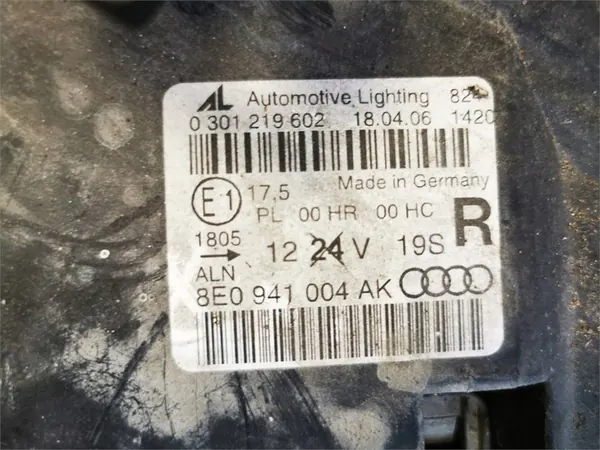 AL Automotive Lighting 824
0 301 219 602 18.04.06 1420
E1 17,5 Made in Germany
PL 00 HR 00 HC R
1805 12 24 V 19S
ALN
8E0 941 004 AK